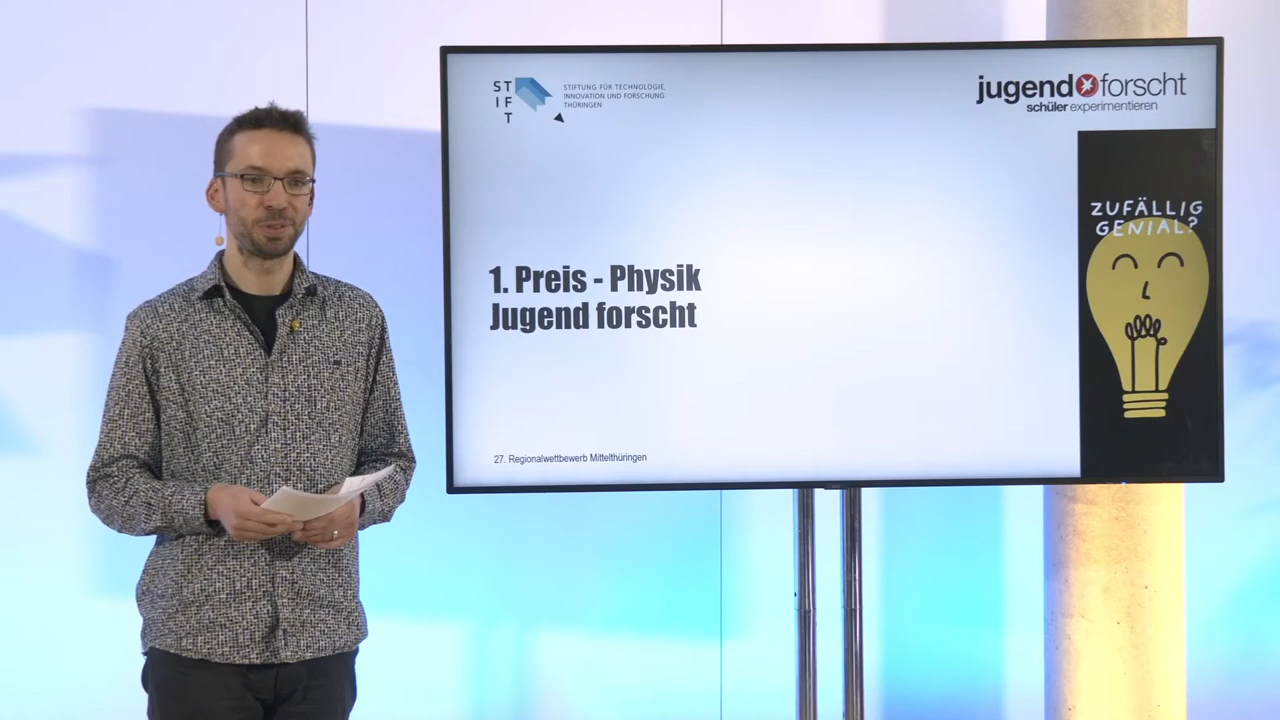 ST
IF
T
STIFTUNG FÜR TECHNOLOGIE,
INNOVATION UND FORSCHUNG
THÜRINGEN
jugend forscht
schüler experimentieren
ZUFÄLLIG
GENIAL?
1. Preis - Physik
Jugend forscht
27. Regionalwettbewerb Mittelthüringen